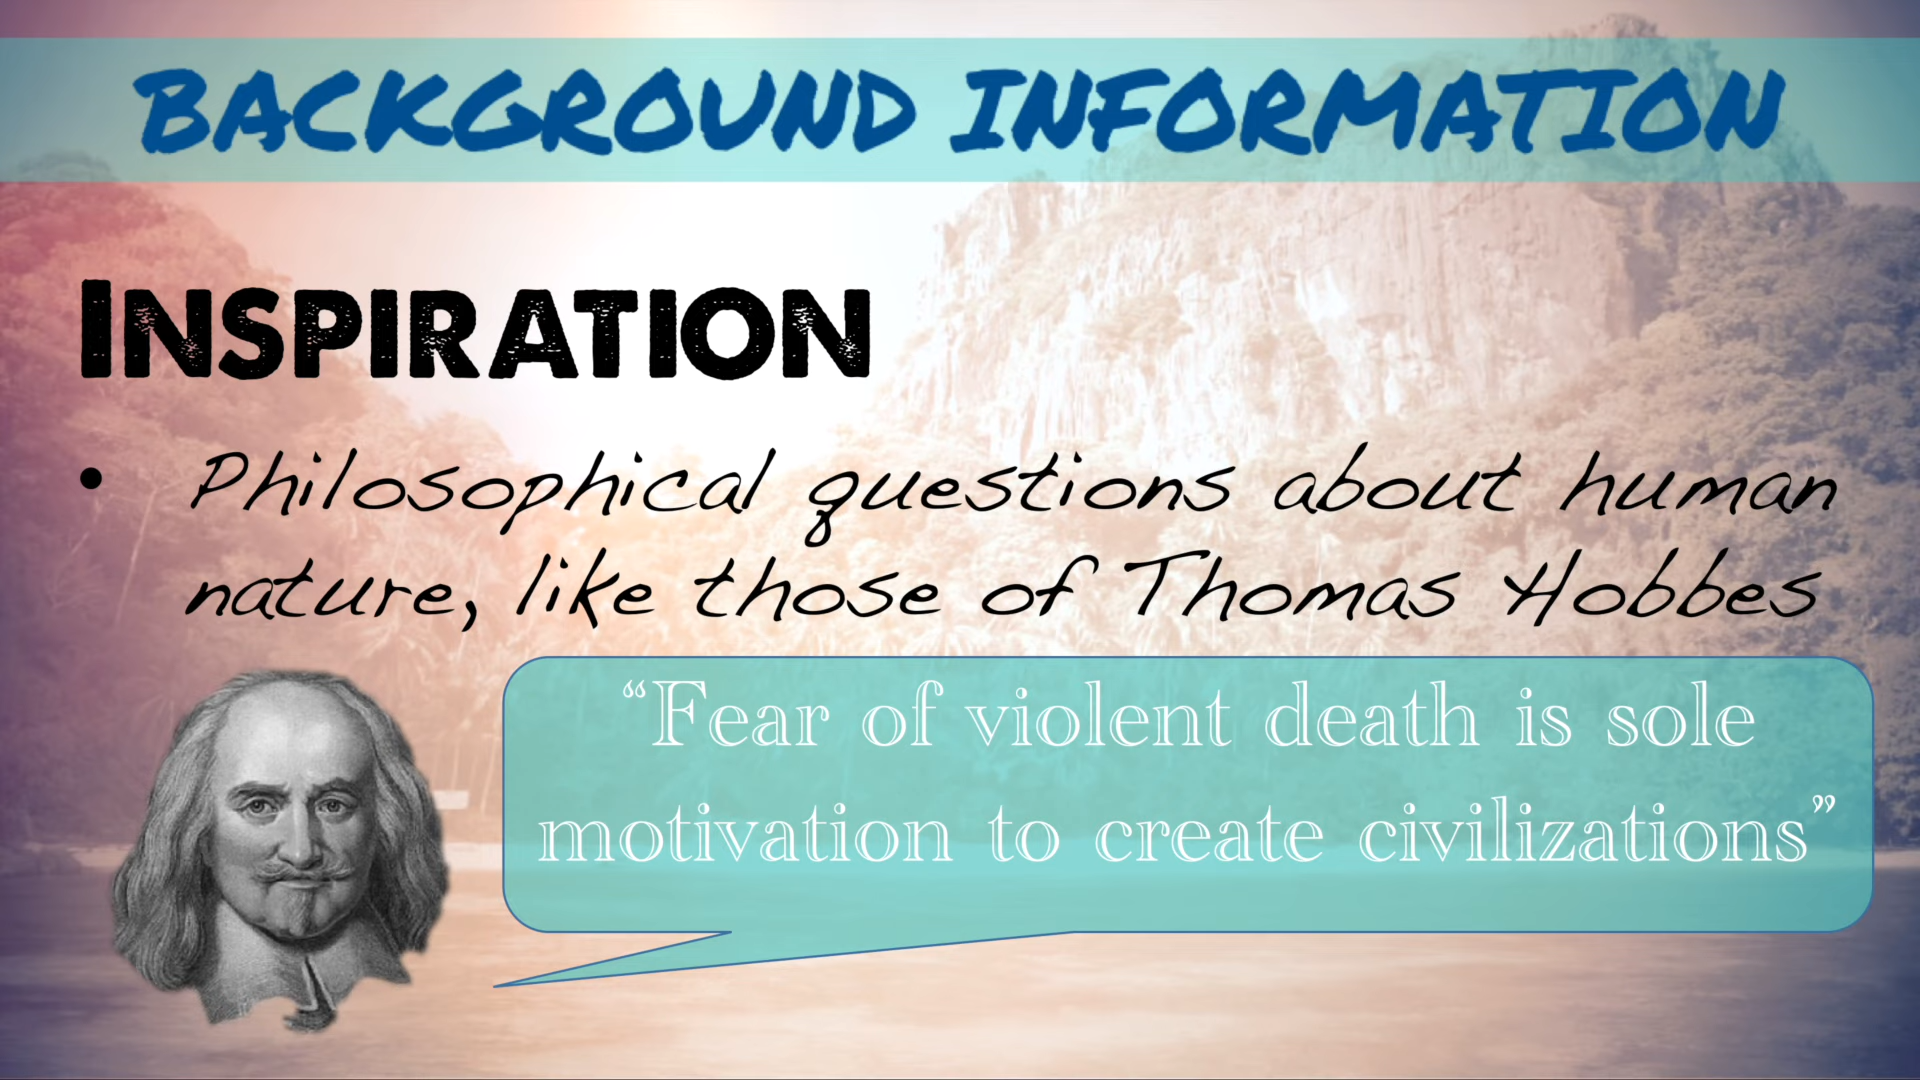 BACKGROUND INFORMATION
INSPIRATION
• Philosophical questions about human
nature, like those of Thomas Hobbes
“Fear of violent death is sole
motivation to create civilizations”